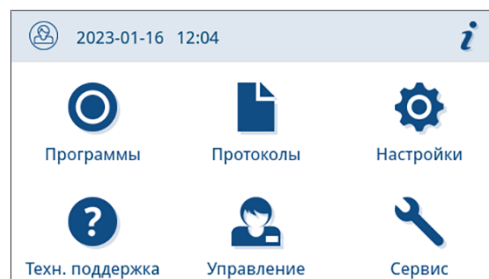 2023-01-16 12:04 i
Программы Протоколы Настройки
?
Техн. поддержка Управление Сервис